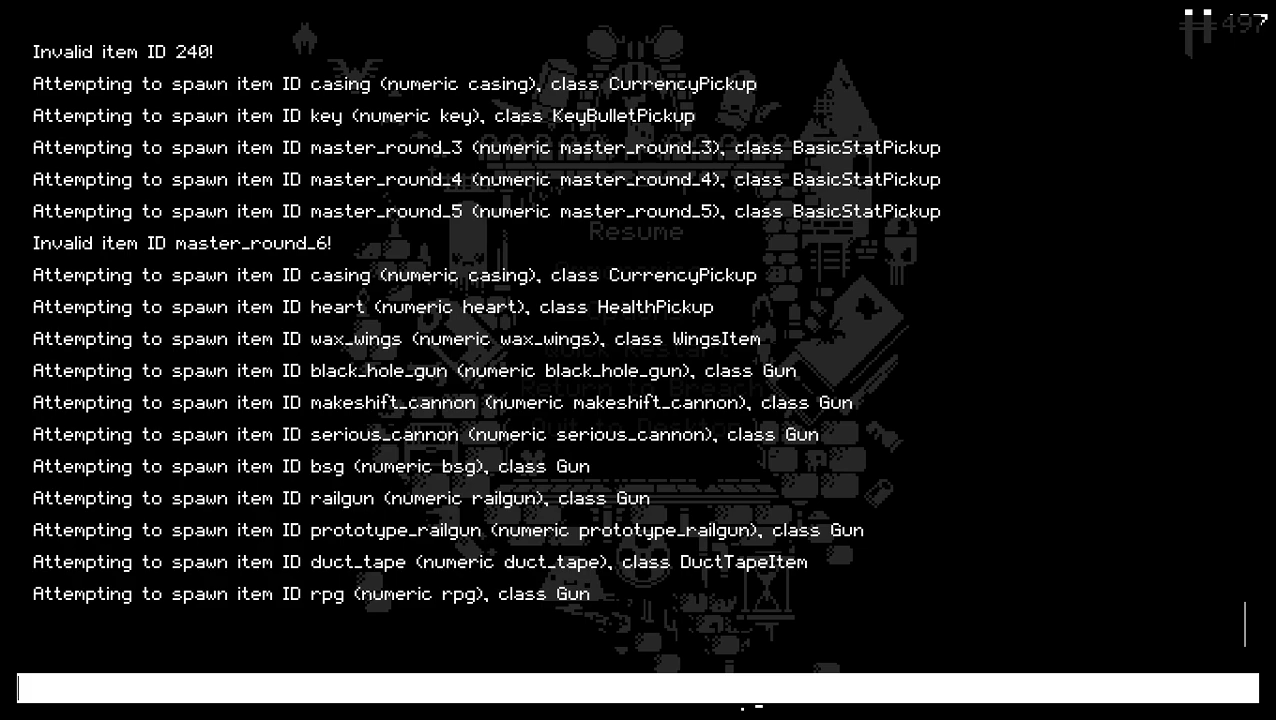 497
Invalid item ID 240!
Attempting to spawn item ID casing (numeric casing), class CurrencyPickup
Attempting to spawn item ID key (numeric key), class KeyBulletPickup
Attempting to spawn item ID master_round_3 (numeric master_round_3), class BasicStatPickup
Attempting to spawn item ID master_round_4 (numeric master_round_4), class BasicStatPickup
Attempting to spawn item ID master_round_5 (numeric master_round_5), class BasicStatPickup
Resume
Invalid item ID master_round_6!
Attempting to spawn item ID casing (numeric casing), class CurrencyPickup
Attempting to spawn item ID heart (numeric heart), class HealthPickup
Attempting to spawn item ID wax_wings (numeric wax_wings), class WingsItem
Quick Restart
Attempting to spawn item ID black_hole_gun (numeric black_hole_gun), class Gun
Return to Breach
Attempting to spawn item ID makeshift_cannon (numeric makeshift_cannon), class Gun
Attempting to spawn item ID serious_cannon (numeric serious_cannon), class Gun
Attempting to spawn item ID bsg (numeric bsg), class Gun
Attempting to spawn item ID railgun (numeric railgun), class Gun
Attempting to spawn item ID prototype_railgun (numeric prototype_railgun), class Gun
Attempting to spawn item ID duct_tape (numeric duct_tape), class DuctTapeItem
Attempting to spawn item ID rpg (numeric rpg), class Gun